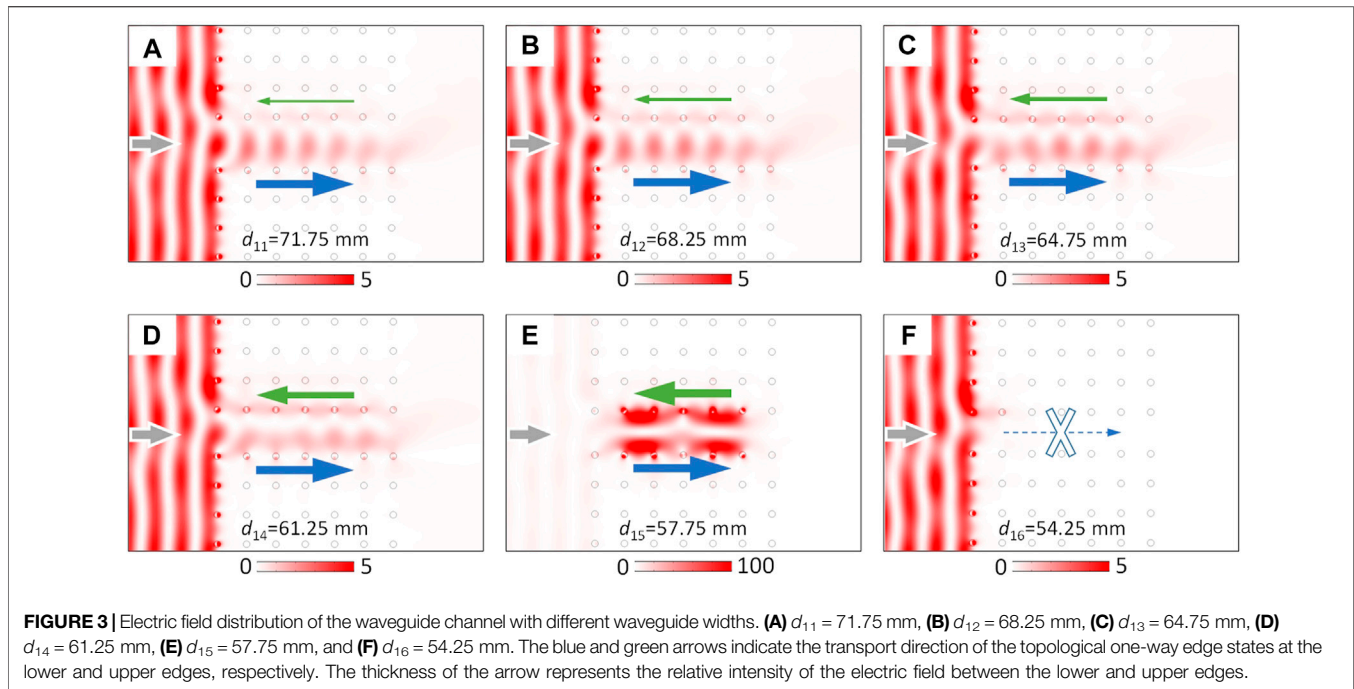 A
B
C
d11=71.75 mm
d12=68.25 mm
d13=64.75 mm
0 5
0 5
0 5
D
E
F
d14=61.25 mm
d15=57.75 mm
d16=54.25 mm
0 5
0 100
0 5
FIGURE 3 | Electric field distribution of the waveguide channel with different waveguide widths. (A) d11 = 71.75 mm, (B) d12 = 68.25 mm, (C) d13 = 64.75 mm, (D)
d14 = 61.25 mm, (E) d15 = 57.75 mm, and (F) d16 = 54.25 mm. The blue and green arrows indicate the transport direction of the topological one-way edge states at the
lower and upper edges, respectively. The thickness of the arrow represents the relative intensity of the electric field between the lower and upper edges.